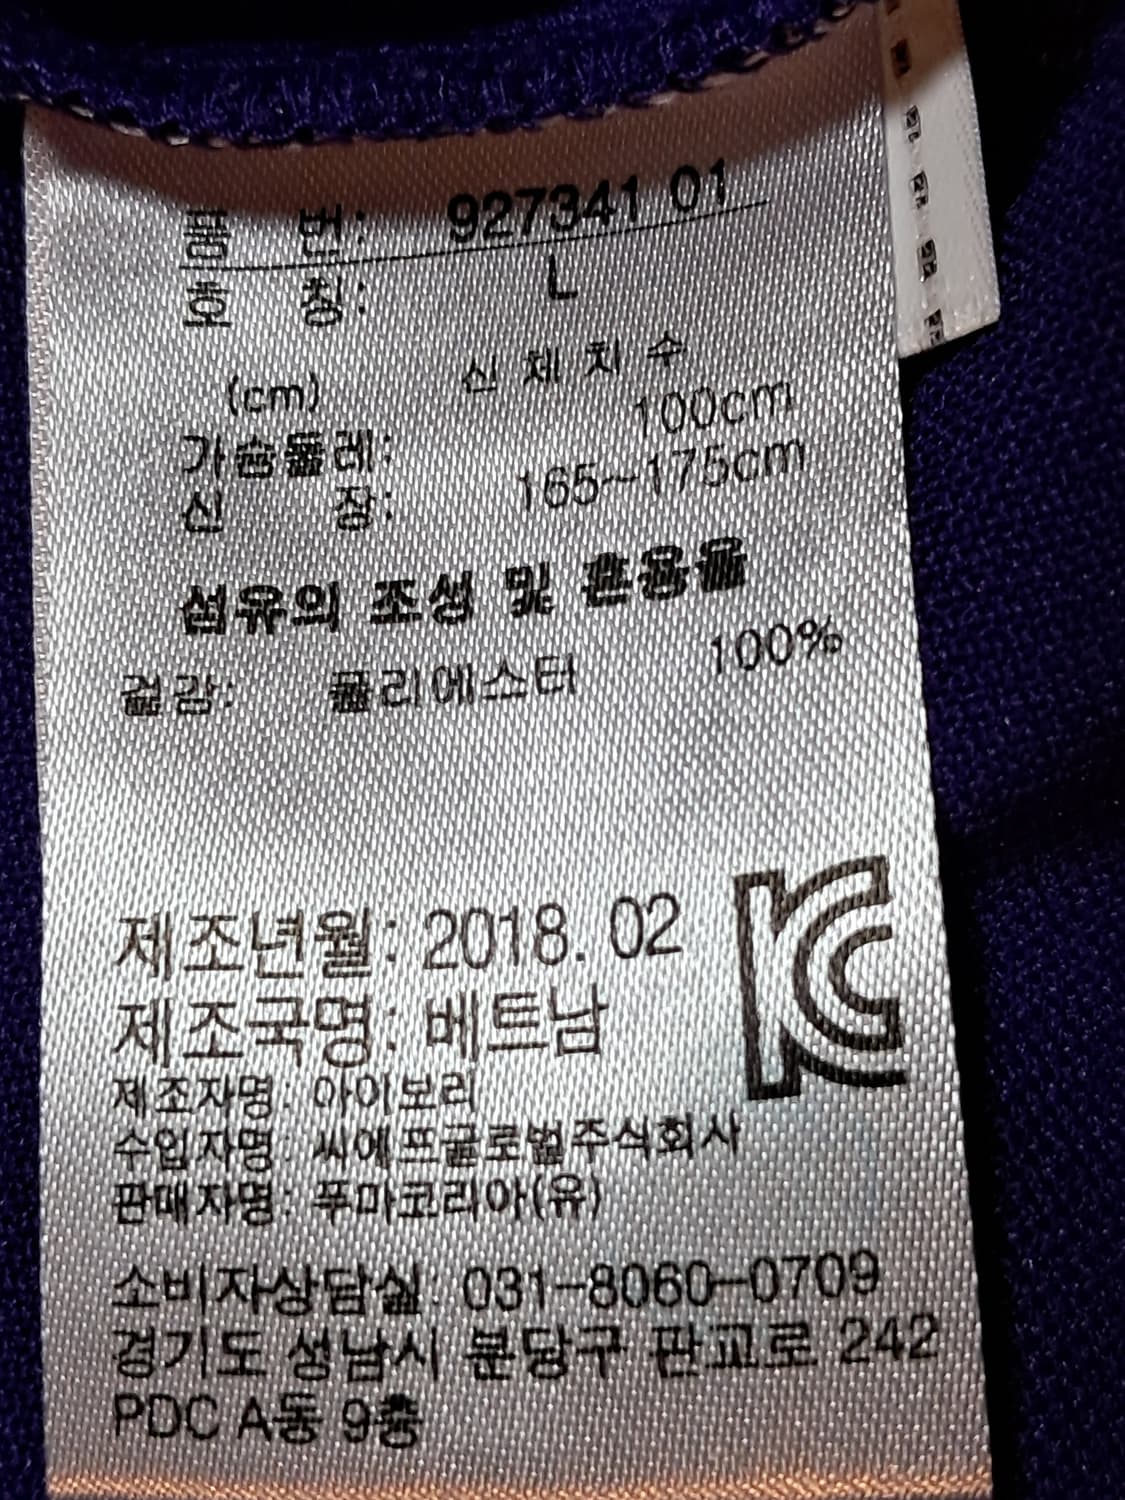 품 번: 927341 01
호 칭: L
(cm) 신 체 치 수
가슴둘레: 100cm
신 장: 165~175cm
섬유의 조성 및 혼용율
겉감: 폴리에스터 100%
제조년월: 2018. 02
제조국명: 베트남
제조자명: 아이보리
수입자명: 씨에프글로벌주식회사
판매자명: 푸마코리아(유)
소비자상담실: 031-8060-0709
경기도 성남시 분당구 판교로 242
PDC A동 9층
KC